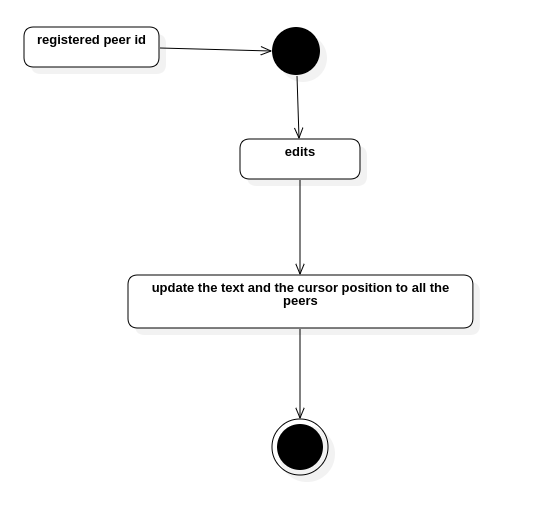 registered peer id
edits
update the text and the cursor position to all the
peers